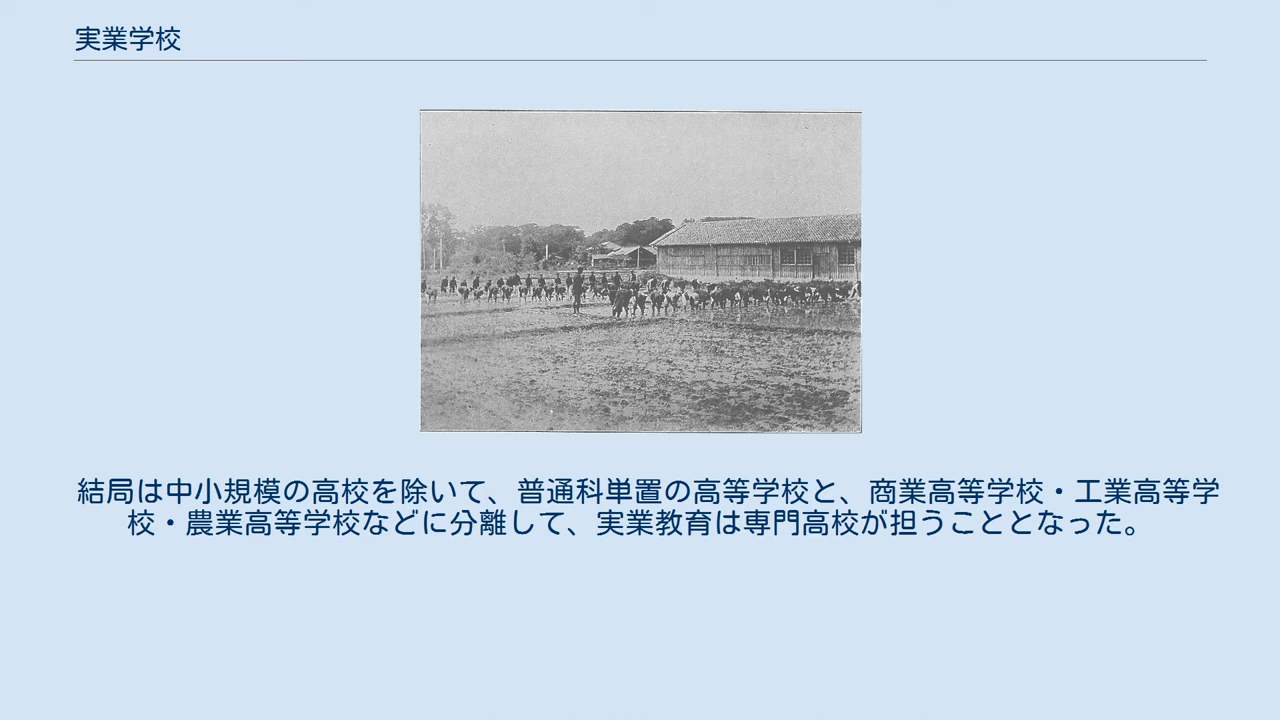 実業学校
結局は中小規模の高校を除いて、普通科単置の高等学校と、商業高等学校・工業高等学
校・農業高等学校などに分離して、実業教育は専門高校が担うこととなった。